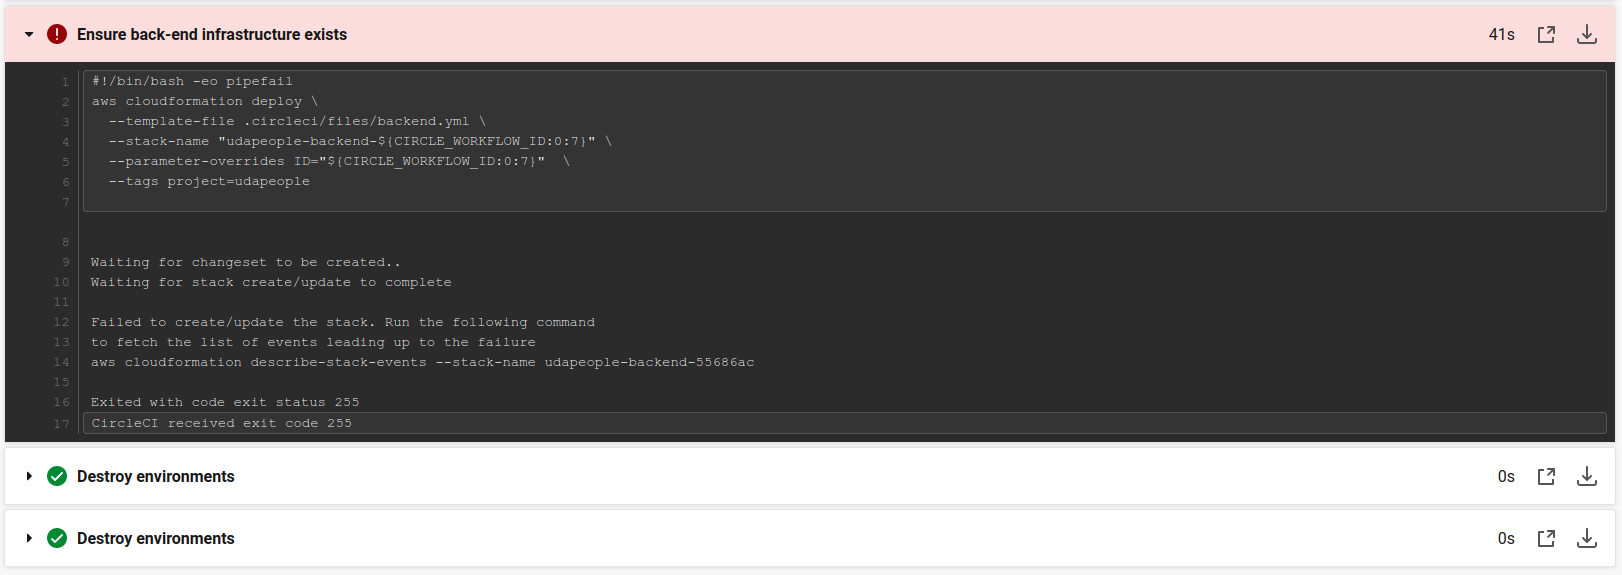 Ensure back-end infrastructure exists 41s
1 #!/bin/bash -eo pipefail
2 aws cloudformation deploy \
3 --template-file .circleci/files/backend.yml \
4 --stack-name "udapeople-backend-${CIRCLE_WORKFLOW_ID:0:7}" \
5 --parameter-overrides ID="${CIRCLE_WORKFLOW_ID:0:7}"  \
6 --tags project=udapeople
7
8
9 Waiting for changeset to be created..
10 Waiting for stack create/update to complete
11
12 Failed to create/update the stack. Run the following command
13 to fetch the list of events leading up to the failure
14 aws cloudformation describe-stack-events --stack-name udapeople-backend-55686ac
15
16 Exited with code exit status 255
17 CircleCI received exit code 255
Destroy environments 0s
Destroy environments 0s